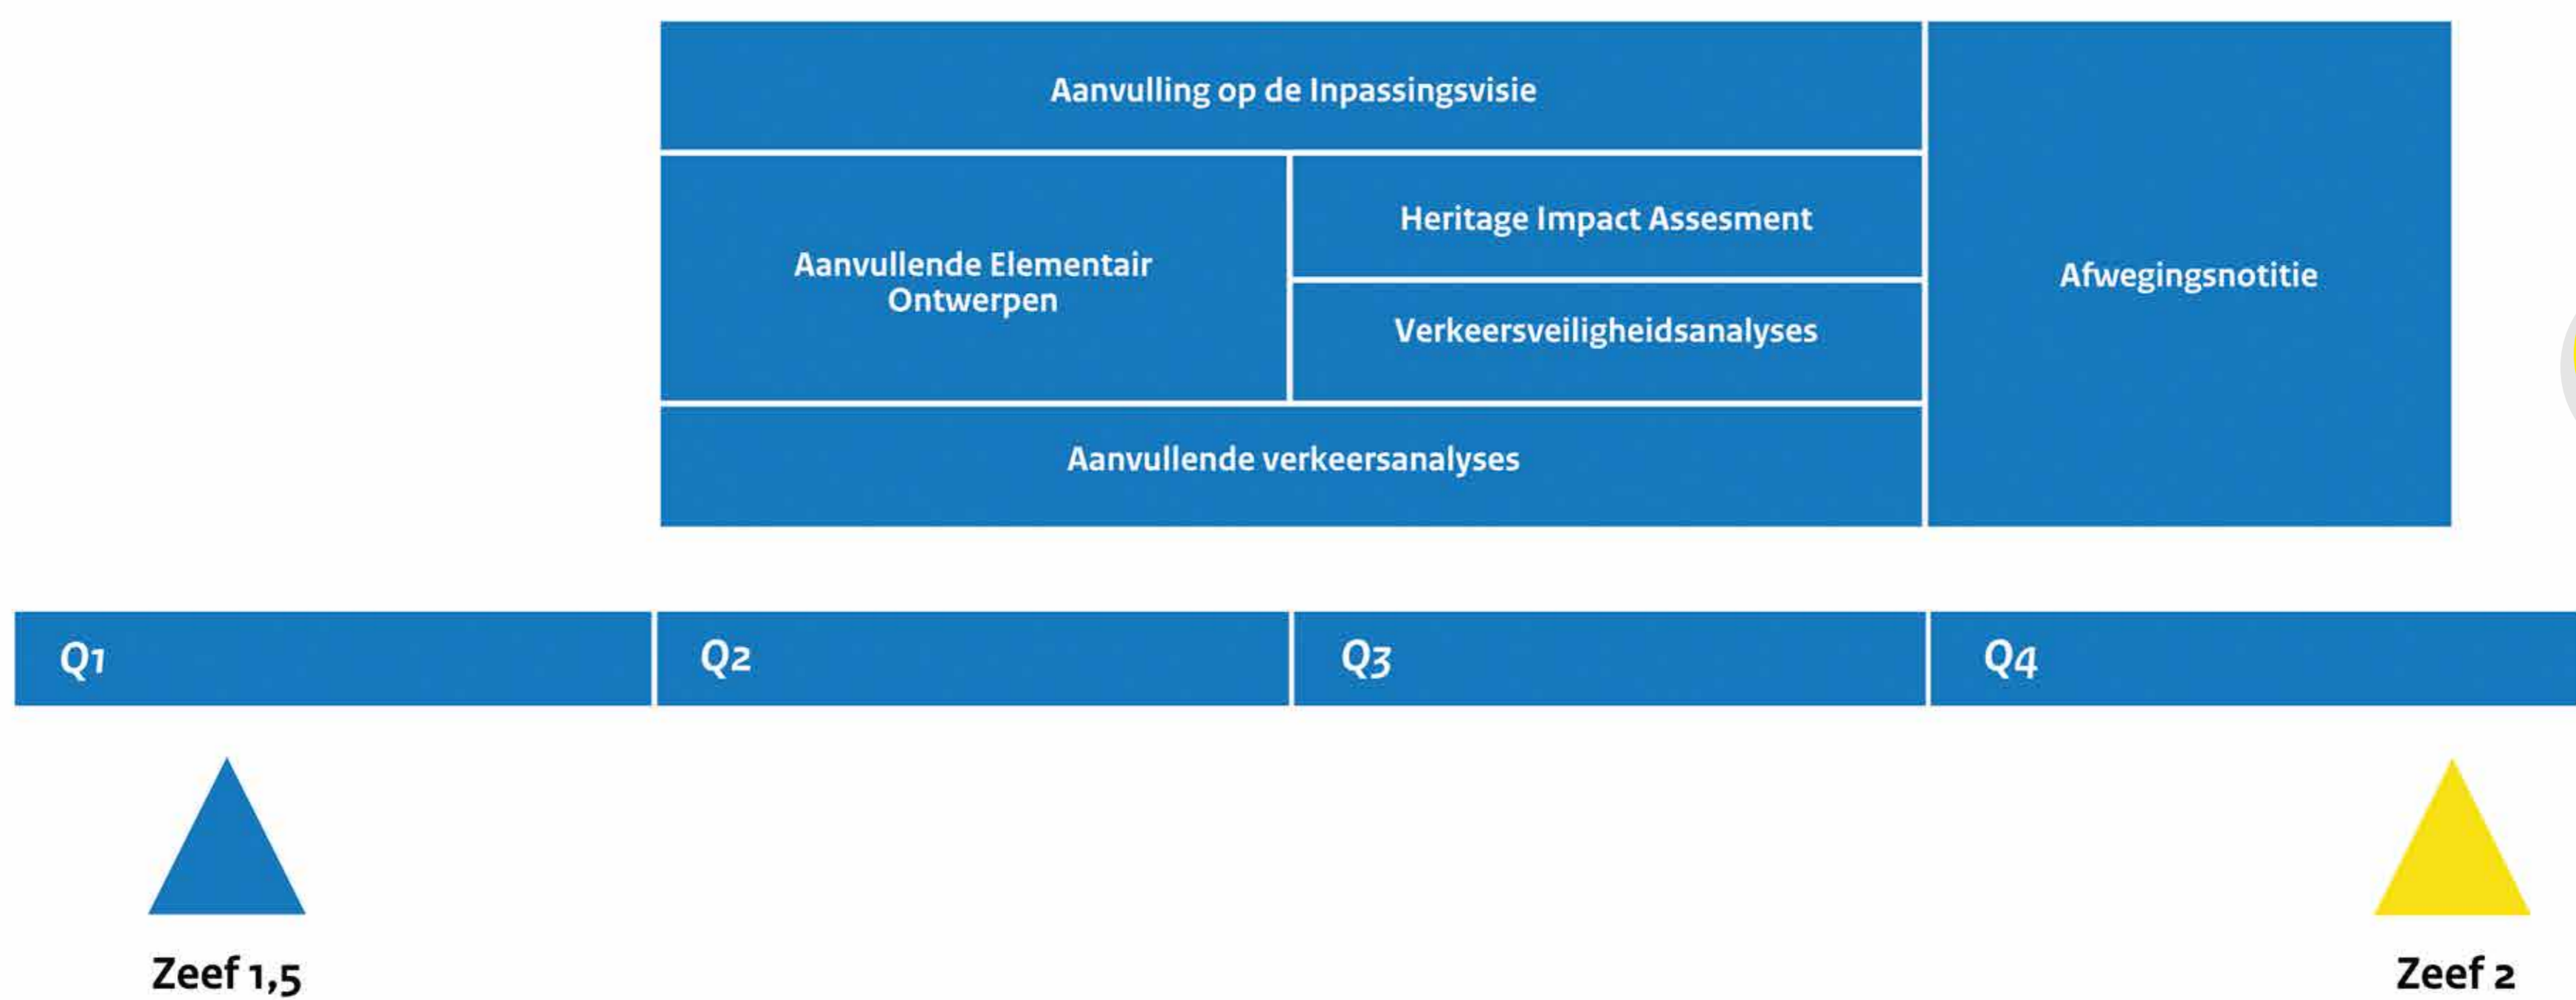 Aanvulling op de Inpassingsvisie
Aanvullende Elementair
Ontwerpen
Heritage Impact Assesment
Verkeersveiligheidsanalyses
Aanvullende verkeersanalyses
Afwegingsnotitie
Q1
Q2
Q3
Q4
Zeef 1,5
Zeef 2